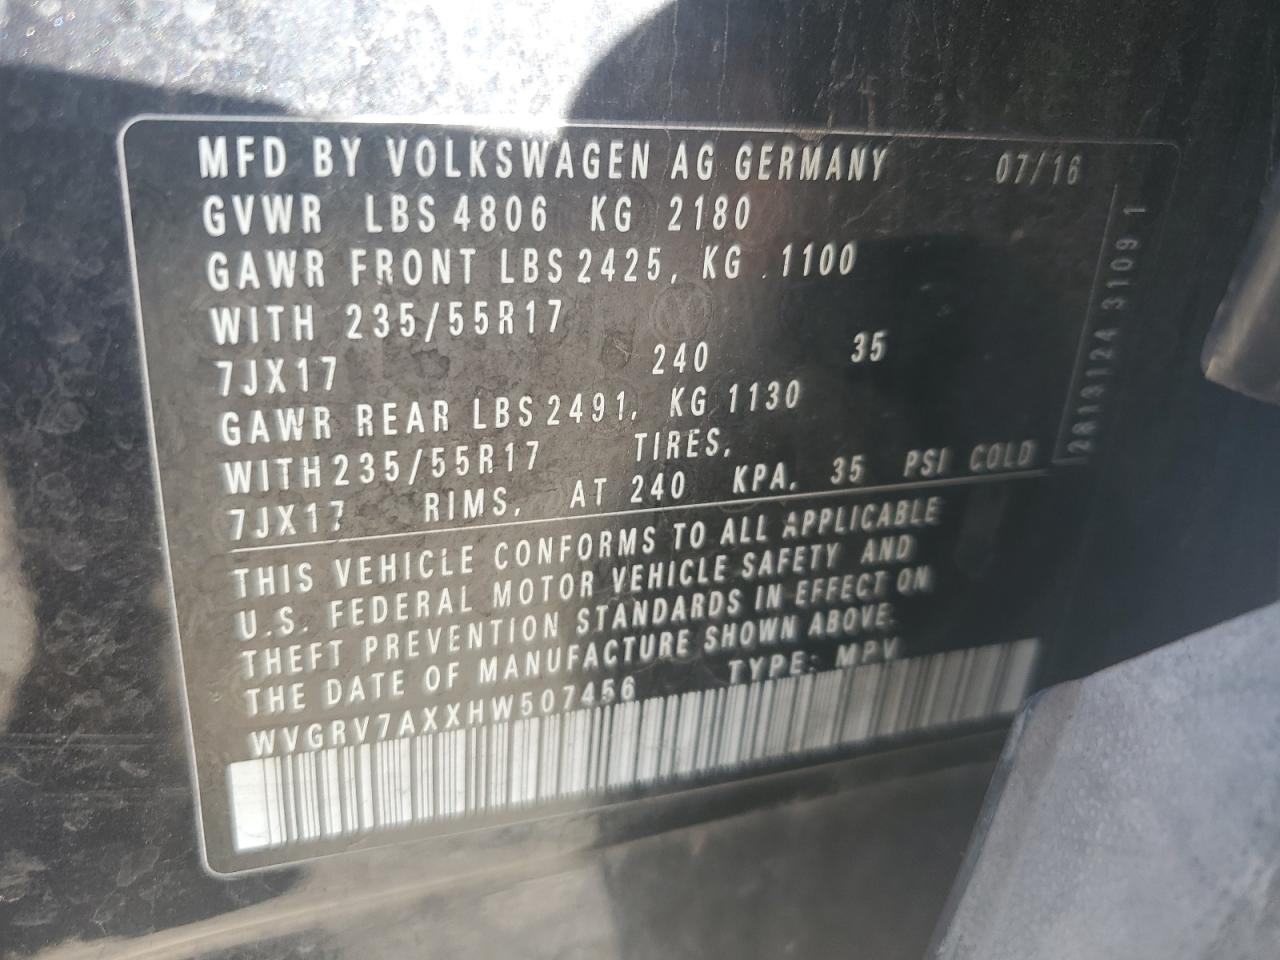 MFD BY VOLKSWAGEN AG GERMANY 07/16
GVWR LBS 4806 KG 2180
GAWR FRONT LBS 2425, KG 1100
WITH 235/55R17
7JX17 240 35
GAWR REAR LBS 2491, KG 1130
WITH 235/55R17 TIRES,
7JX17 RIMS, AT 240 KPA, 35 PSI COLD
THIS VEHICLE CONFORMS TO ALL APPLICABLE
U.S. FEDERAL MOTOR VEHICLE SAFETY AND
THEFT PREVENTION STANDARDS IN EFFECT ON
THE DATE OF MANUFACTURE SHOWN ABOVE.
WVGRV7AXXHW507456 TYPE: MPV
2813124 3109 1